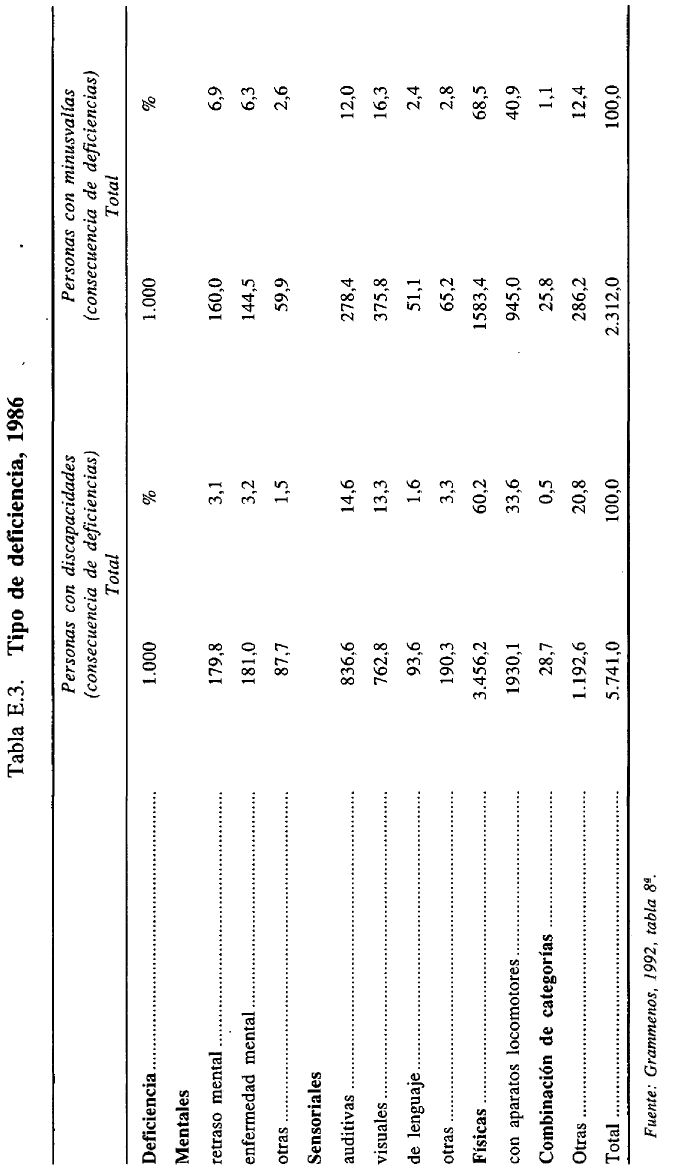 Tabla E.3. Tipo de deficiencia, 1986
Personas con discapacidades Personas con minusvalías
(consecuencia de deficiencias) (consecuencia de deficiencias)
Total Total
Deficiencia 1.000 % 1.000 %
Mentales
retraso mental 179,8 3,1 160,0 6,9
enfermedad mental 181,0 3,2 144,5 6,3
otras 87,7 1,5 59,9 2,6
Sensoriales
auditivas 836,6 14,6 278,4 12,0
visuales 762,8 13,3 375,8 16,3
de lenguaje 93,6 1,6 51,1 2,4
otras 190,3 3,3 65,2 2,8
Físicas 3.456,2 60,2 1583,4 68,5
con aparatos locomotores 1930,1 33,6 945,0 40,9
Combinación de categorías 28,7 0,5 25,8 1,1
Otras 1.192,6 20,8 286,2 12,4
Total 5.741,0 100,0 2.312,0 100,0
Fuente: Grammenos, 1992, tabla 8ª.